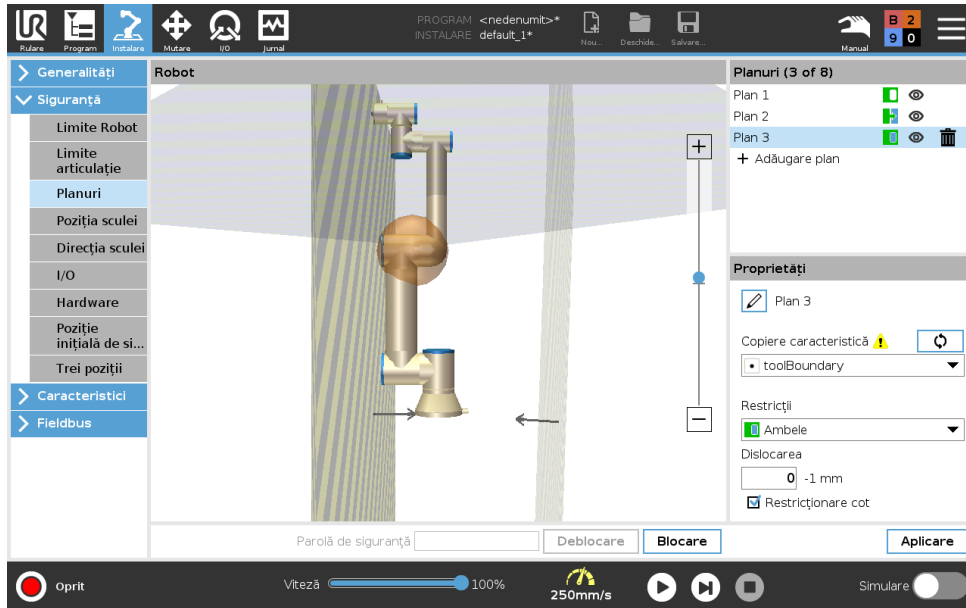 UR
PROGRAM <nedenumit>*
INSTALARE default_1*
Rulare
Program
Instalare
Mutare
I/O
Jurnal
Nou...
Deschide...
Salvare...
Manual
B 2
9 0
Generalități
Siguranță
Limite Robot
Limite
articulație
Planuri
Poziția sculei
Direcția sculei
I/O
Hardware
Poziție
inițială de si...
Trei poziții
Caracteristici
Fieldbus
Robot
Planuri (3 of 8)
Plan 1
Plan 2
Plan 3
+ Adăugare plan
Proprietăți
Plan 3
Copiere caracteristică
toolBoundary
Restricții
Ambele
Dislocarea
0 -1 mm
Restricționare cot
Parolă de siguranță
Deblocare
Blocare
Aplicare
Oprit
Viteză
100%
250mm/s
Simulare